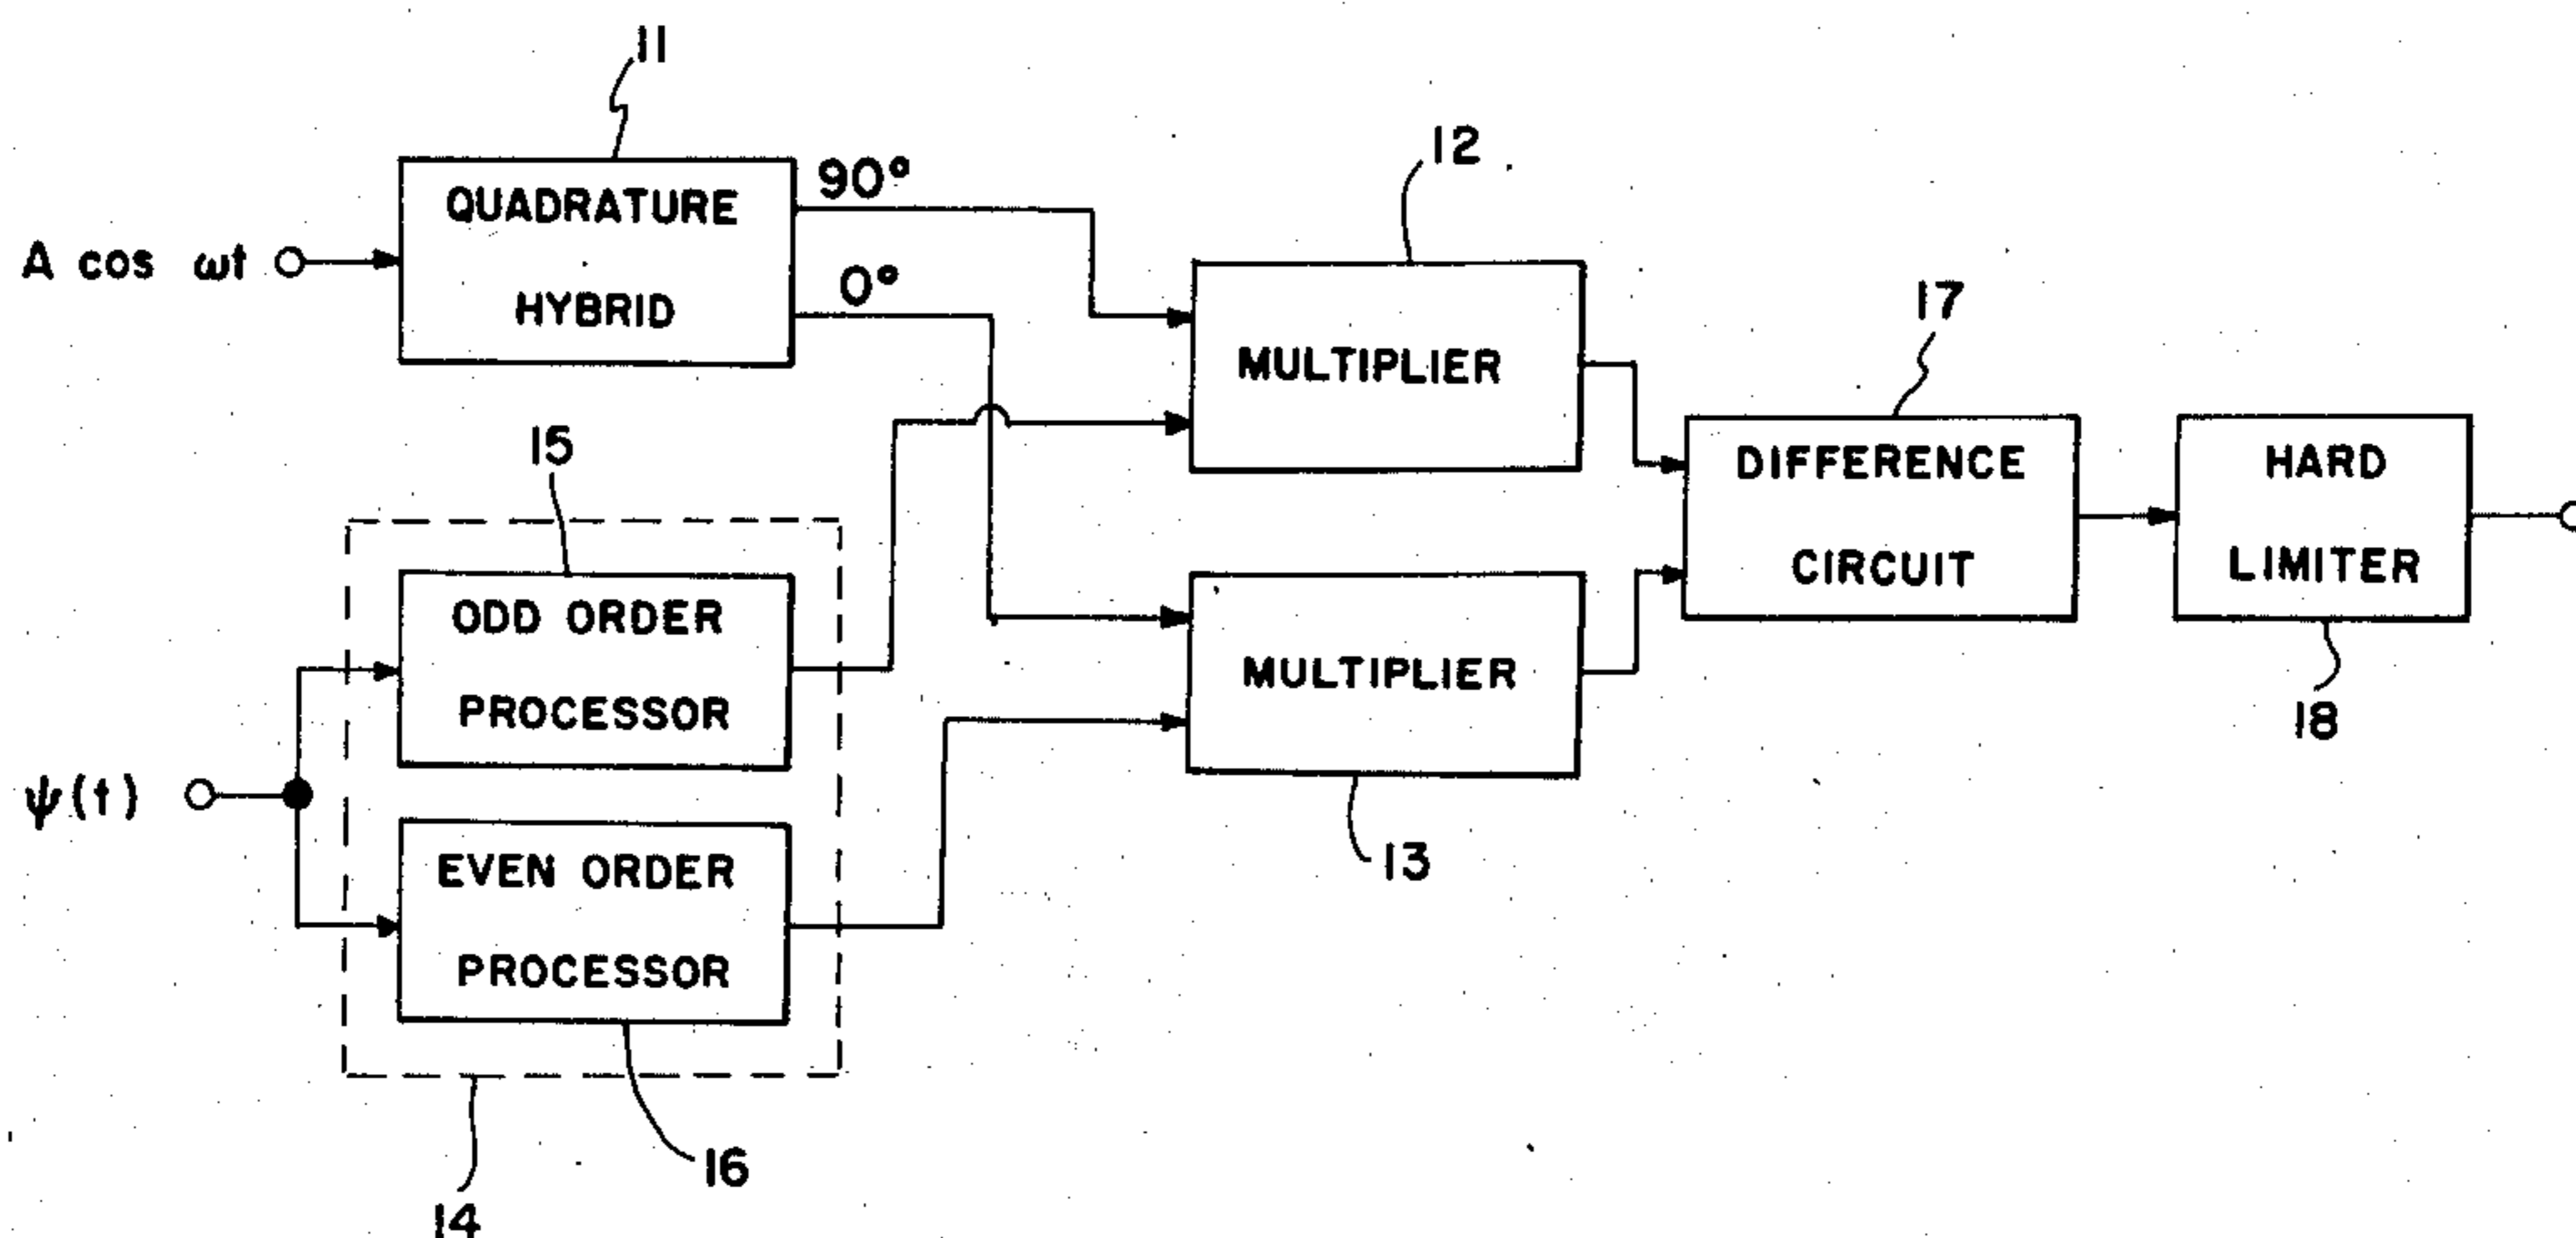 11
QUADRATURE
HYBRID
90°
0°
A cos ωt
12
MULTIPLIER
17
DIFFERENCE
CIRCUIT
HARD
LIMITER
18
15
ODD ORDER
PROCESSOR
MULTIPLIER
13
ψ(t)
EVEN ORDER
PROCESSOR
16
14